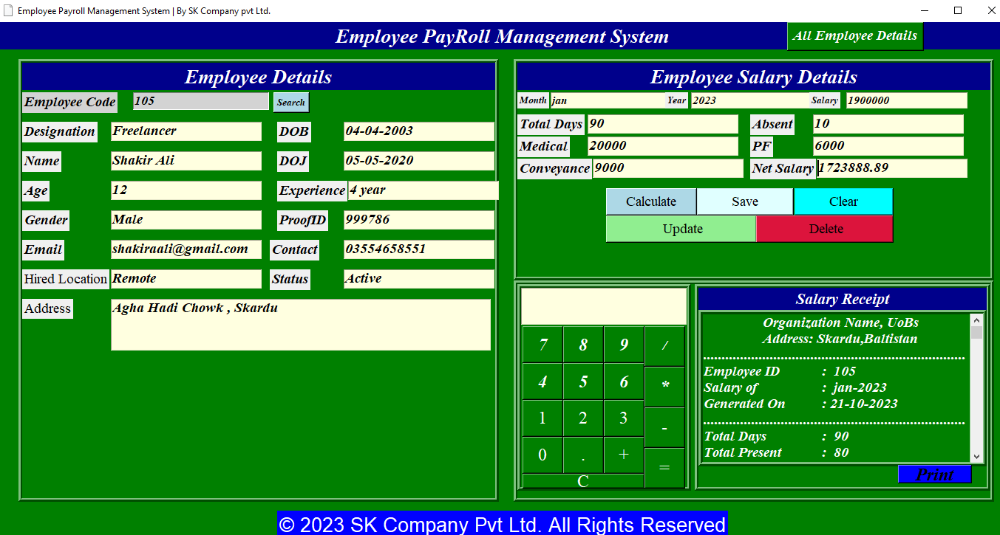 Employee Payroll Management System | By SK Company pvt Ltd.
Employee PayRoll Management System
All Employee Details
Employee Details
Employee Code 105 Search
Designation Freelancer DOB 04-04-2003
Name Shakir Ali DOJ 05-05-2020
Age 12 Experience 4 year
Gender Male ProofID 999786
Email shakiraali@gmail.com Contact 03554658551
Hired Location Remote Status Active
Address Agha Hadi Chowk , Skardu
Employee Salary Details
Month jan Year 2023 Salary 1900000
Total Days 90 Absent 10
Medical 20000 PF 6000
Conveyance 9000 Net Salary 1723888.89
Calculate Save Clear
Update Delete
7 8 9 /
4 5 6 *
1 2 3 -
0 . + =
C
Salary Receipt
Organization Name, UoBs
Address: Skardu,Baltistan
Employee ID : 105
Salary of : jan-2023
Generated On : 21-10-2023
Total Days : 90
Total Present : 80
Print
© 2023 SK Company Pvt Ltd. All Rights Reserved